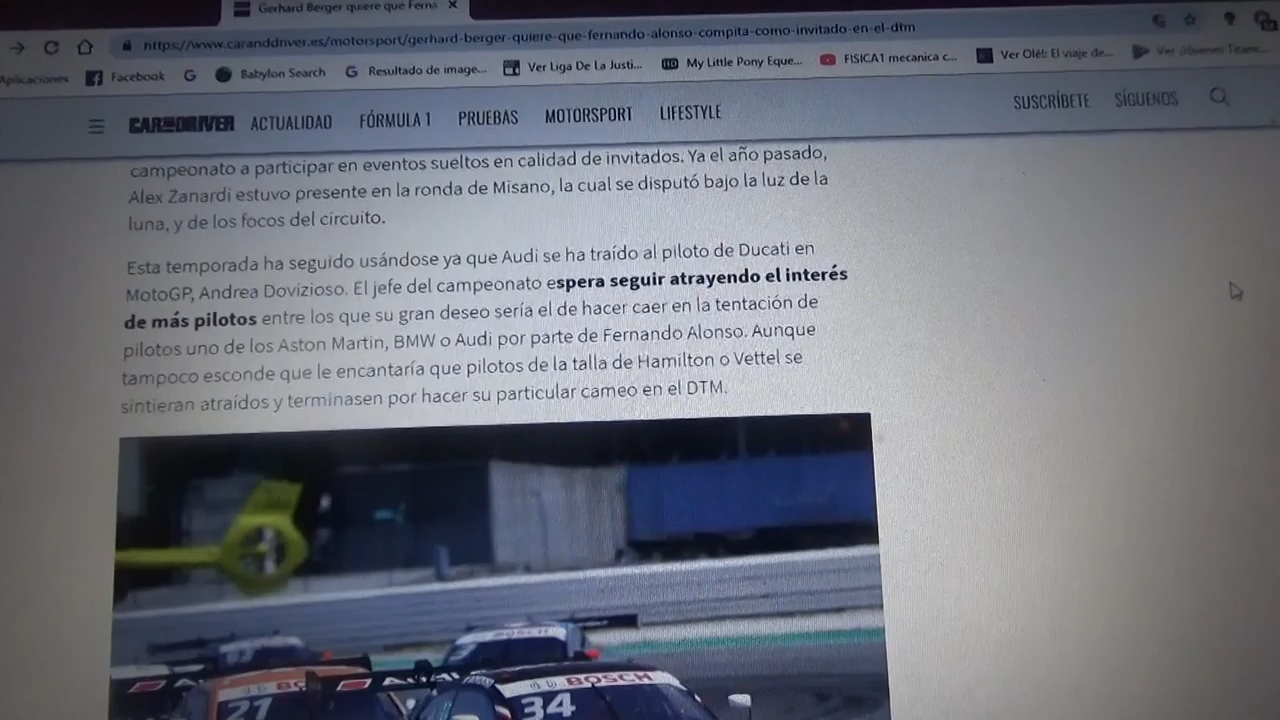 Gerhard Berger quiere que Ferna
https://www.caranddriver.es/motorsport/gerhard-berger-quiere-que-fernando-alonso-compita-como-invitado-en-el-dtm
Aplicaciones Facebook Babylon Search Resultado de image... Ver Liga De La Justi... My Little Pony Eque... FISICA1 mecanica c... Ver Olé!: El viaje de...
CAR AND DRIVER ACTUALIDAD FÓRMULA 1 PRUEBAS MOTORSPORT LIFESTYLE SUSCRÍBETE SÍGUENOS
campeonato a participar en eventos sueltos en calidad de invitados. Ya el año pasado,
Alex Zanardi estuvo presente en la ronda de Misano, la cual se disputó bajo la luz de la
luna, y de los focos del circuito.
Esta temporada ha seguido usándose ya que Audi se ha traído al piloto de Ducati en
MotoGP, Andrea Dovizioso. El jefe del campeonato espera seguir atrayendo el interés
de más pilotos entre los que su gran deseo sería el de hacer caer en la tentación de
pilotos uno de los Aston Martin, BMW o Audi por parte de Fernando Alonso. Aunque
tampoco esconde que le encantaría que pilotos de la talla de Hamilton o Vettel se
sintieran atraídos y terminasen por hacer su particular cameo en el DTM.
BOSCH
BOSCH
21
34